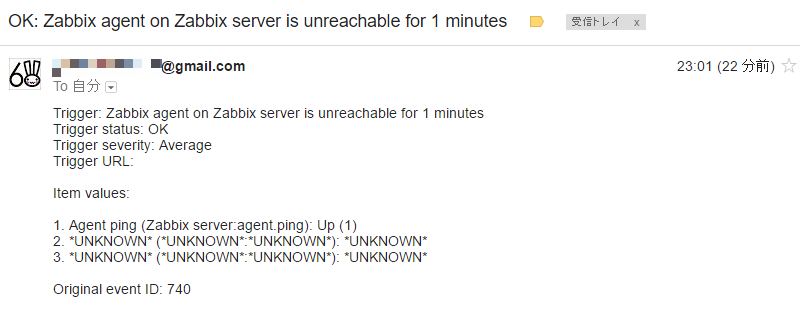 OK: Zabbix agent on Zabbix server is unreachable for 1 minutes
受信トレイ x
@gmail.com
23:01 (22 分前)
To 自分
Trigger: Zabbix agent on Zabbix server is unreachable for 1 minutes
Trigger status: OK
Trigger severity: Average
Trigger URL:
Item values:
1. Agent ping (Zabbix server:agent.ping): Up (1)
2. *UNKNOWN* (*UNKNOWN*:*UNKNOWN*): *UNKNOWN*
3. *UNKNOWN* (*UNKNOWN*:*UNKNOWN*): *UNKNOWN*
Original event ID: 740